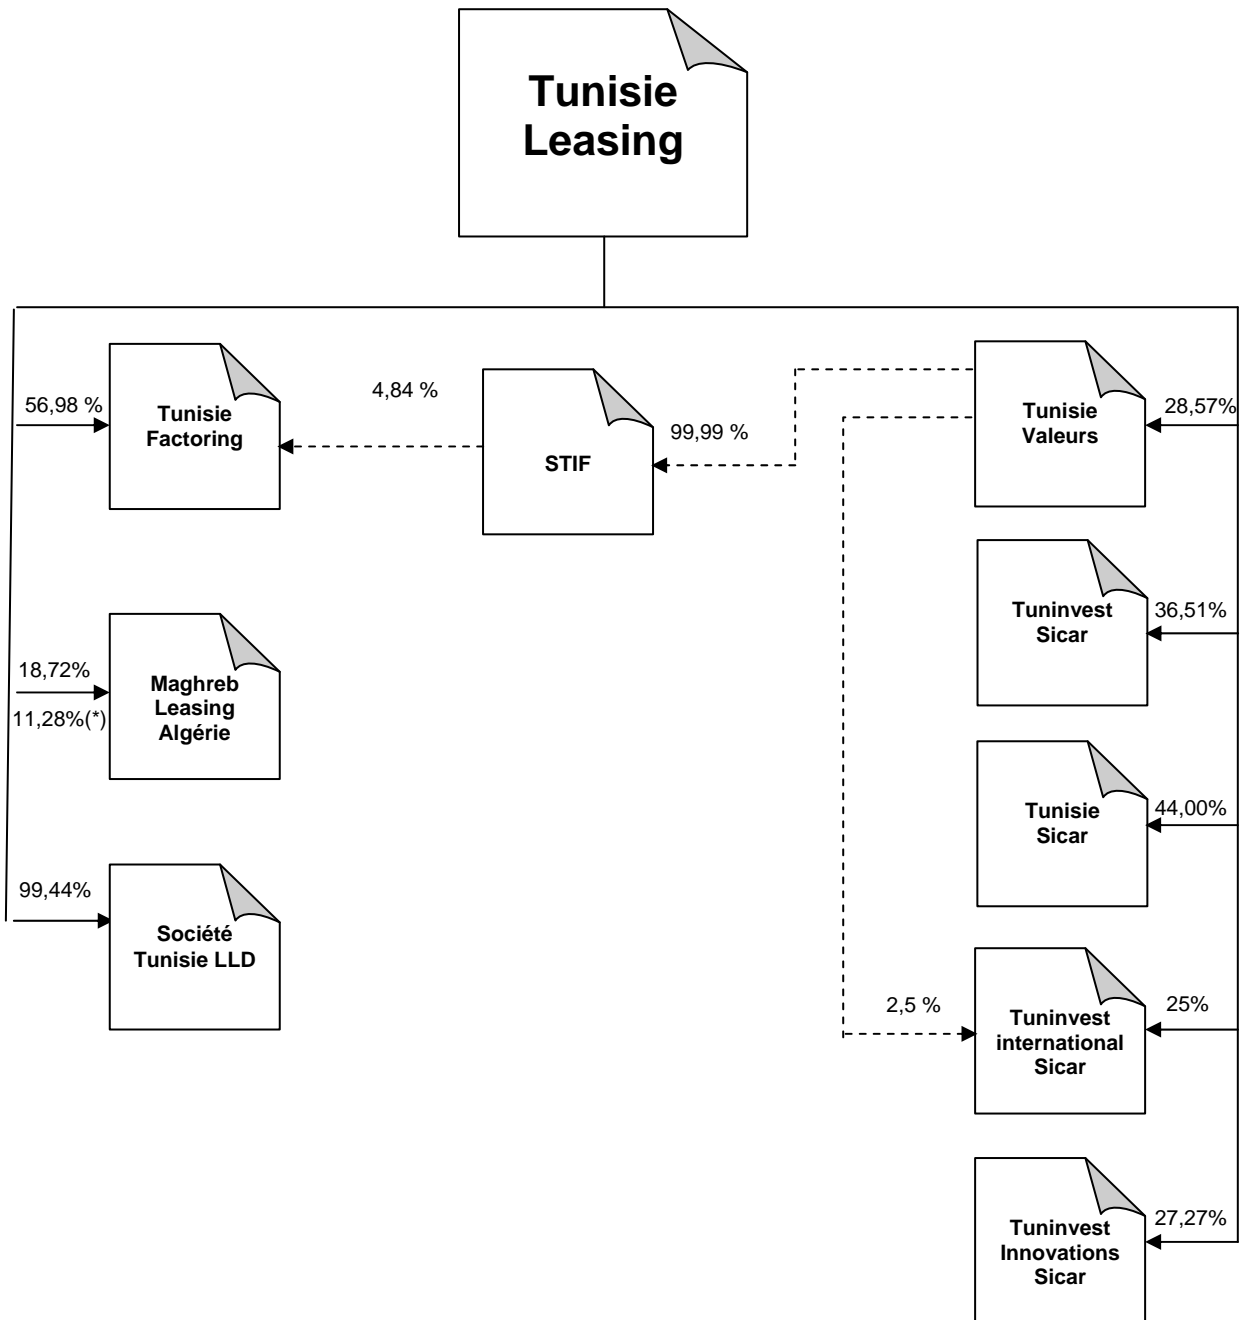 Tunisie
Leasing
56,98 %
Tunisie
Factoring
4,84 %
STIF
99,99 %
Tunisie
Valeurs
28,57%
Tuninvest
Sicar
36,51%
18,72%
11,28%(*)
Maghreb
Leasing
Algérie
Tunisie
Sicar
44,00%
99,44%
Société
Tunisie LLD
2,5 %
Tuninvest
international
Sicar
25%
Tuninvest
Innovations
Sicar
27,27%